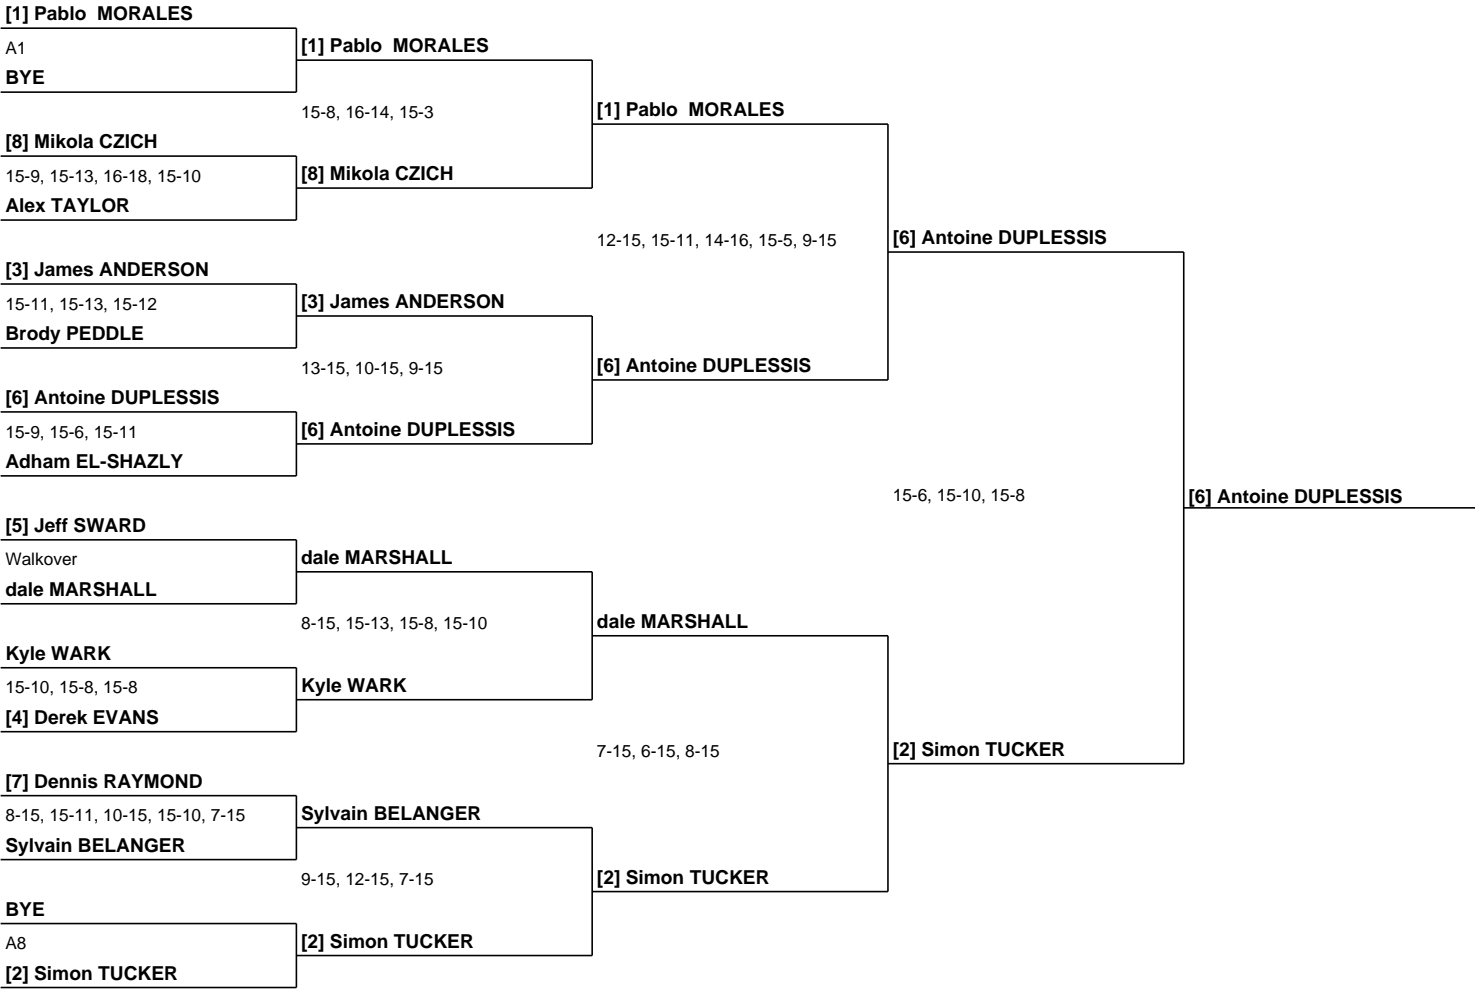 [1] Pablo  MORALES
A1
BYE
[1] Pablo  MORALES
15-8, 16-14, 15-3
[8] Mikola CZICH
15-9, 15-13, 16-18, 15-10
Alex TAYLOR
[8] Mikola CZICH
[1] Pablo  MORALES
12-15, 15-11, 14-16, 15-5, 9-15
[3] James ANDERSON
15-11, 15-13, 15-12
Brody PEDDLE
[3] James ANDERSON
13-15, 10-15, 9-15
[6] Antoine DUPLESSIS
15-9, 15-6, 15-11
Adham EL-SHAZLY
[6] Antoine DUPLESSIS
[6] Antoine DUPLESSIS
[6] Antoine DUPLESSIS
15-6, 15-10, 15-8
[6] Antoine DUPLESSIS
[5] Jeff SWARD
Walkover
dale MARSHALL
dale MARSHALL
8-15, 15-13, 15-8, 15-10
Kyle WARK
15-10, 15-8, 15-8
[4] Derek EVANS
Kyle WARK
dale MARSHALL
7-15, 6-15, 8-15
[2] Simon TUCKER
[7] Dennis RAYMOND
8-15, 15-11, 10-15, 15-10, 7-15
Sylvain BELANGER
Sylvain BELANGER
9-15, 12-15, 7-15
[2] Simon TUCKER
BYE
A8
[2] Simon TUCKER
[2] Simon TUCKER